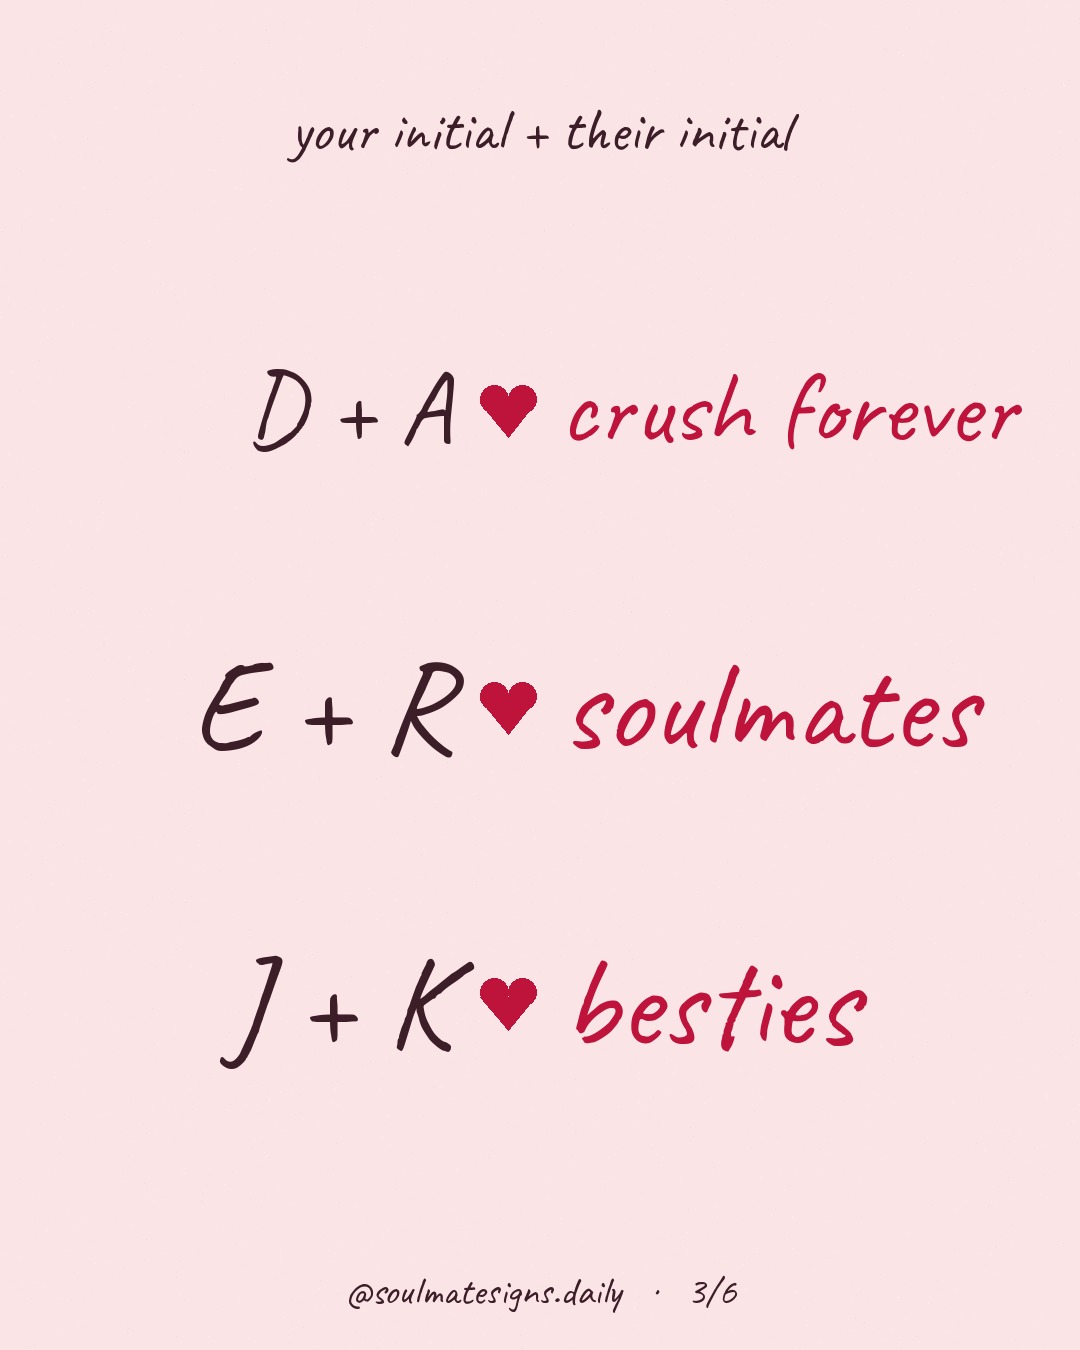 your initial + their initial
D + A ♥ crush forever
E + R ♥ soulmates
J + K ♥ besties
@soulmatesigns.daily · 3/6